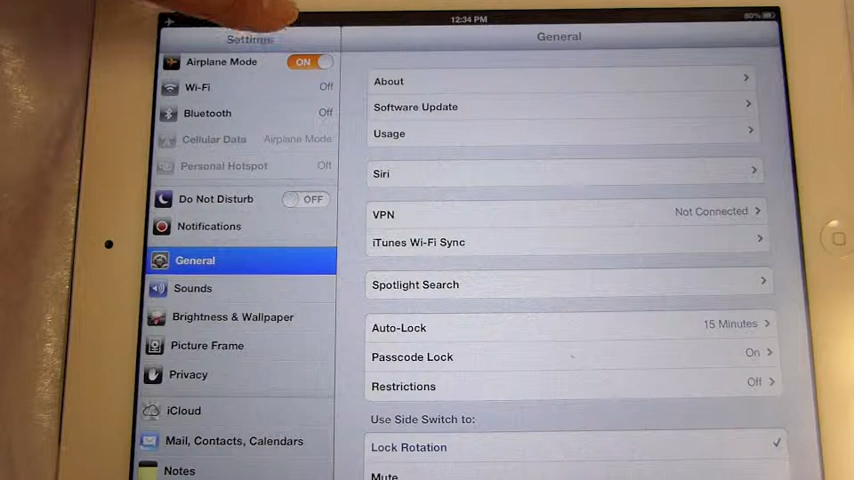 12:34 PM
80%
Settings
General
Airplane Mode ON
Wi-Fi Off
Bluetooth Off
Cellular Data Airplane Mode
Personal Hotspot Off
Do Not Disturb OFF
Notifications
General
Sounds
Brightness & Wallpaper
Picture Frame
Privacy
iCloud
Mail, Contacts, Calendars
Notes
About
Software Update
Usage
Siri
VPN Not Connected
iTunes Wi-Fi Sync
Spotlight Search
Auto-Lock 15 Minutes
Passcode Lock On
Restrictions Off
Use Side Switch to:
Lock Rotation
Mute